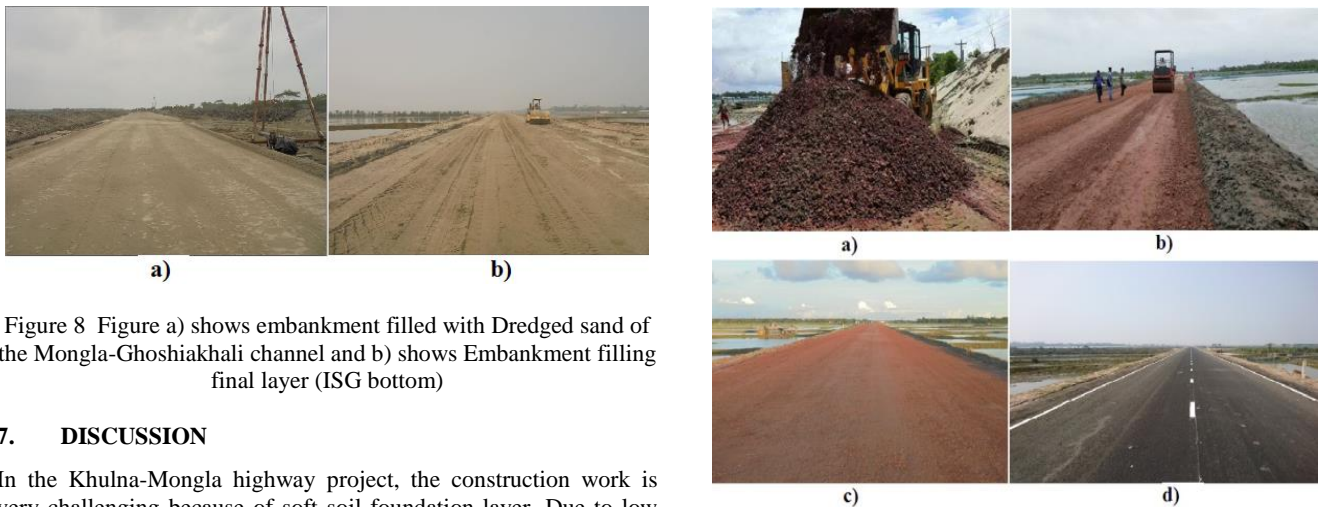 a)
b)
Figure 8 Figure a) shows embankment filled with Dredged sand of
the Mongla-Ghoshiakhali channel and b) shows Embankment filling
final layer (ISG bottom)
7. DISCUSSION
In the Khulna-Mongla highway project, the construction work is
very challenging because of soft soil foundation layer. Due to low
a)
b)
c)
d)